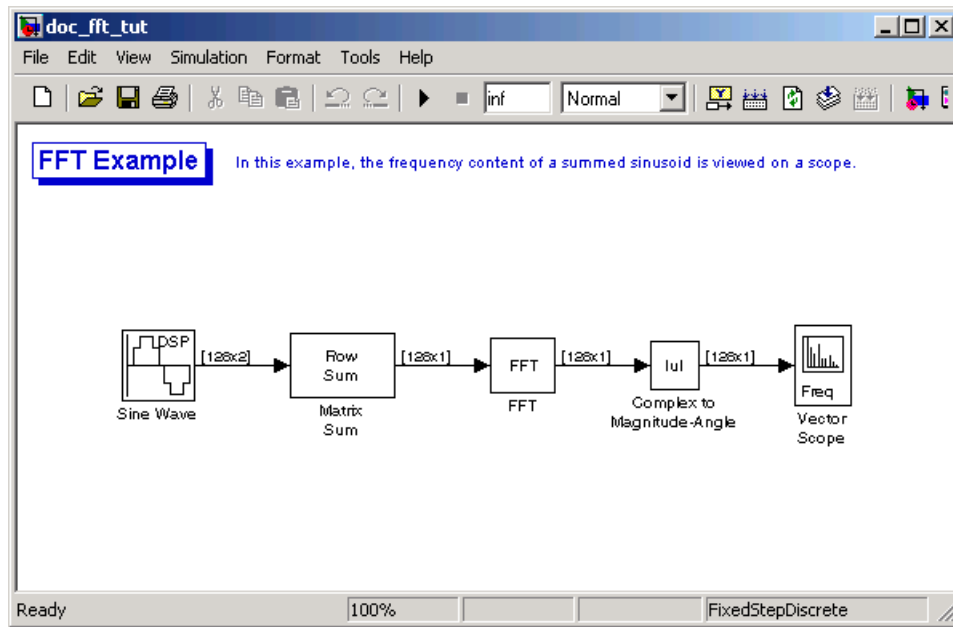 doc_fft_tut
File Edit View Simulation Format Tools Help
inf Normal
FFT Example In this example, the frequency content of a summed sinusoid is viewed on a scope.
DSP [128x2] Row Sum [128x1] FFT [128x1] |u| [128x1] Freq
Sine Wave
Matrix Sum
FFT
Complex to Magnitude-Angle
Vector Scope
Ready 100% FixedStepDiscrete